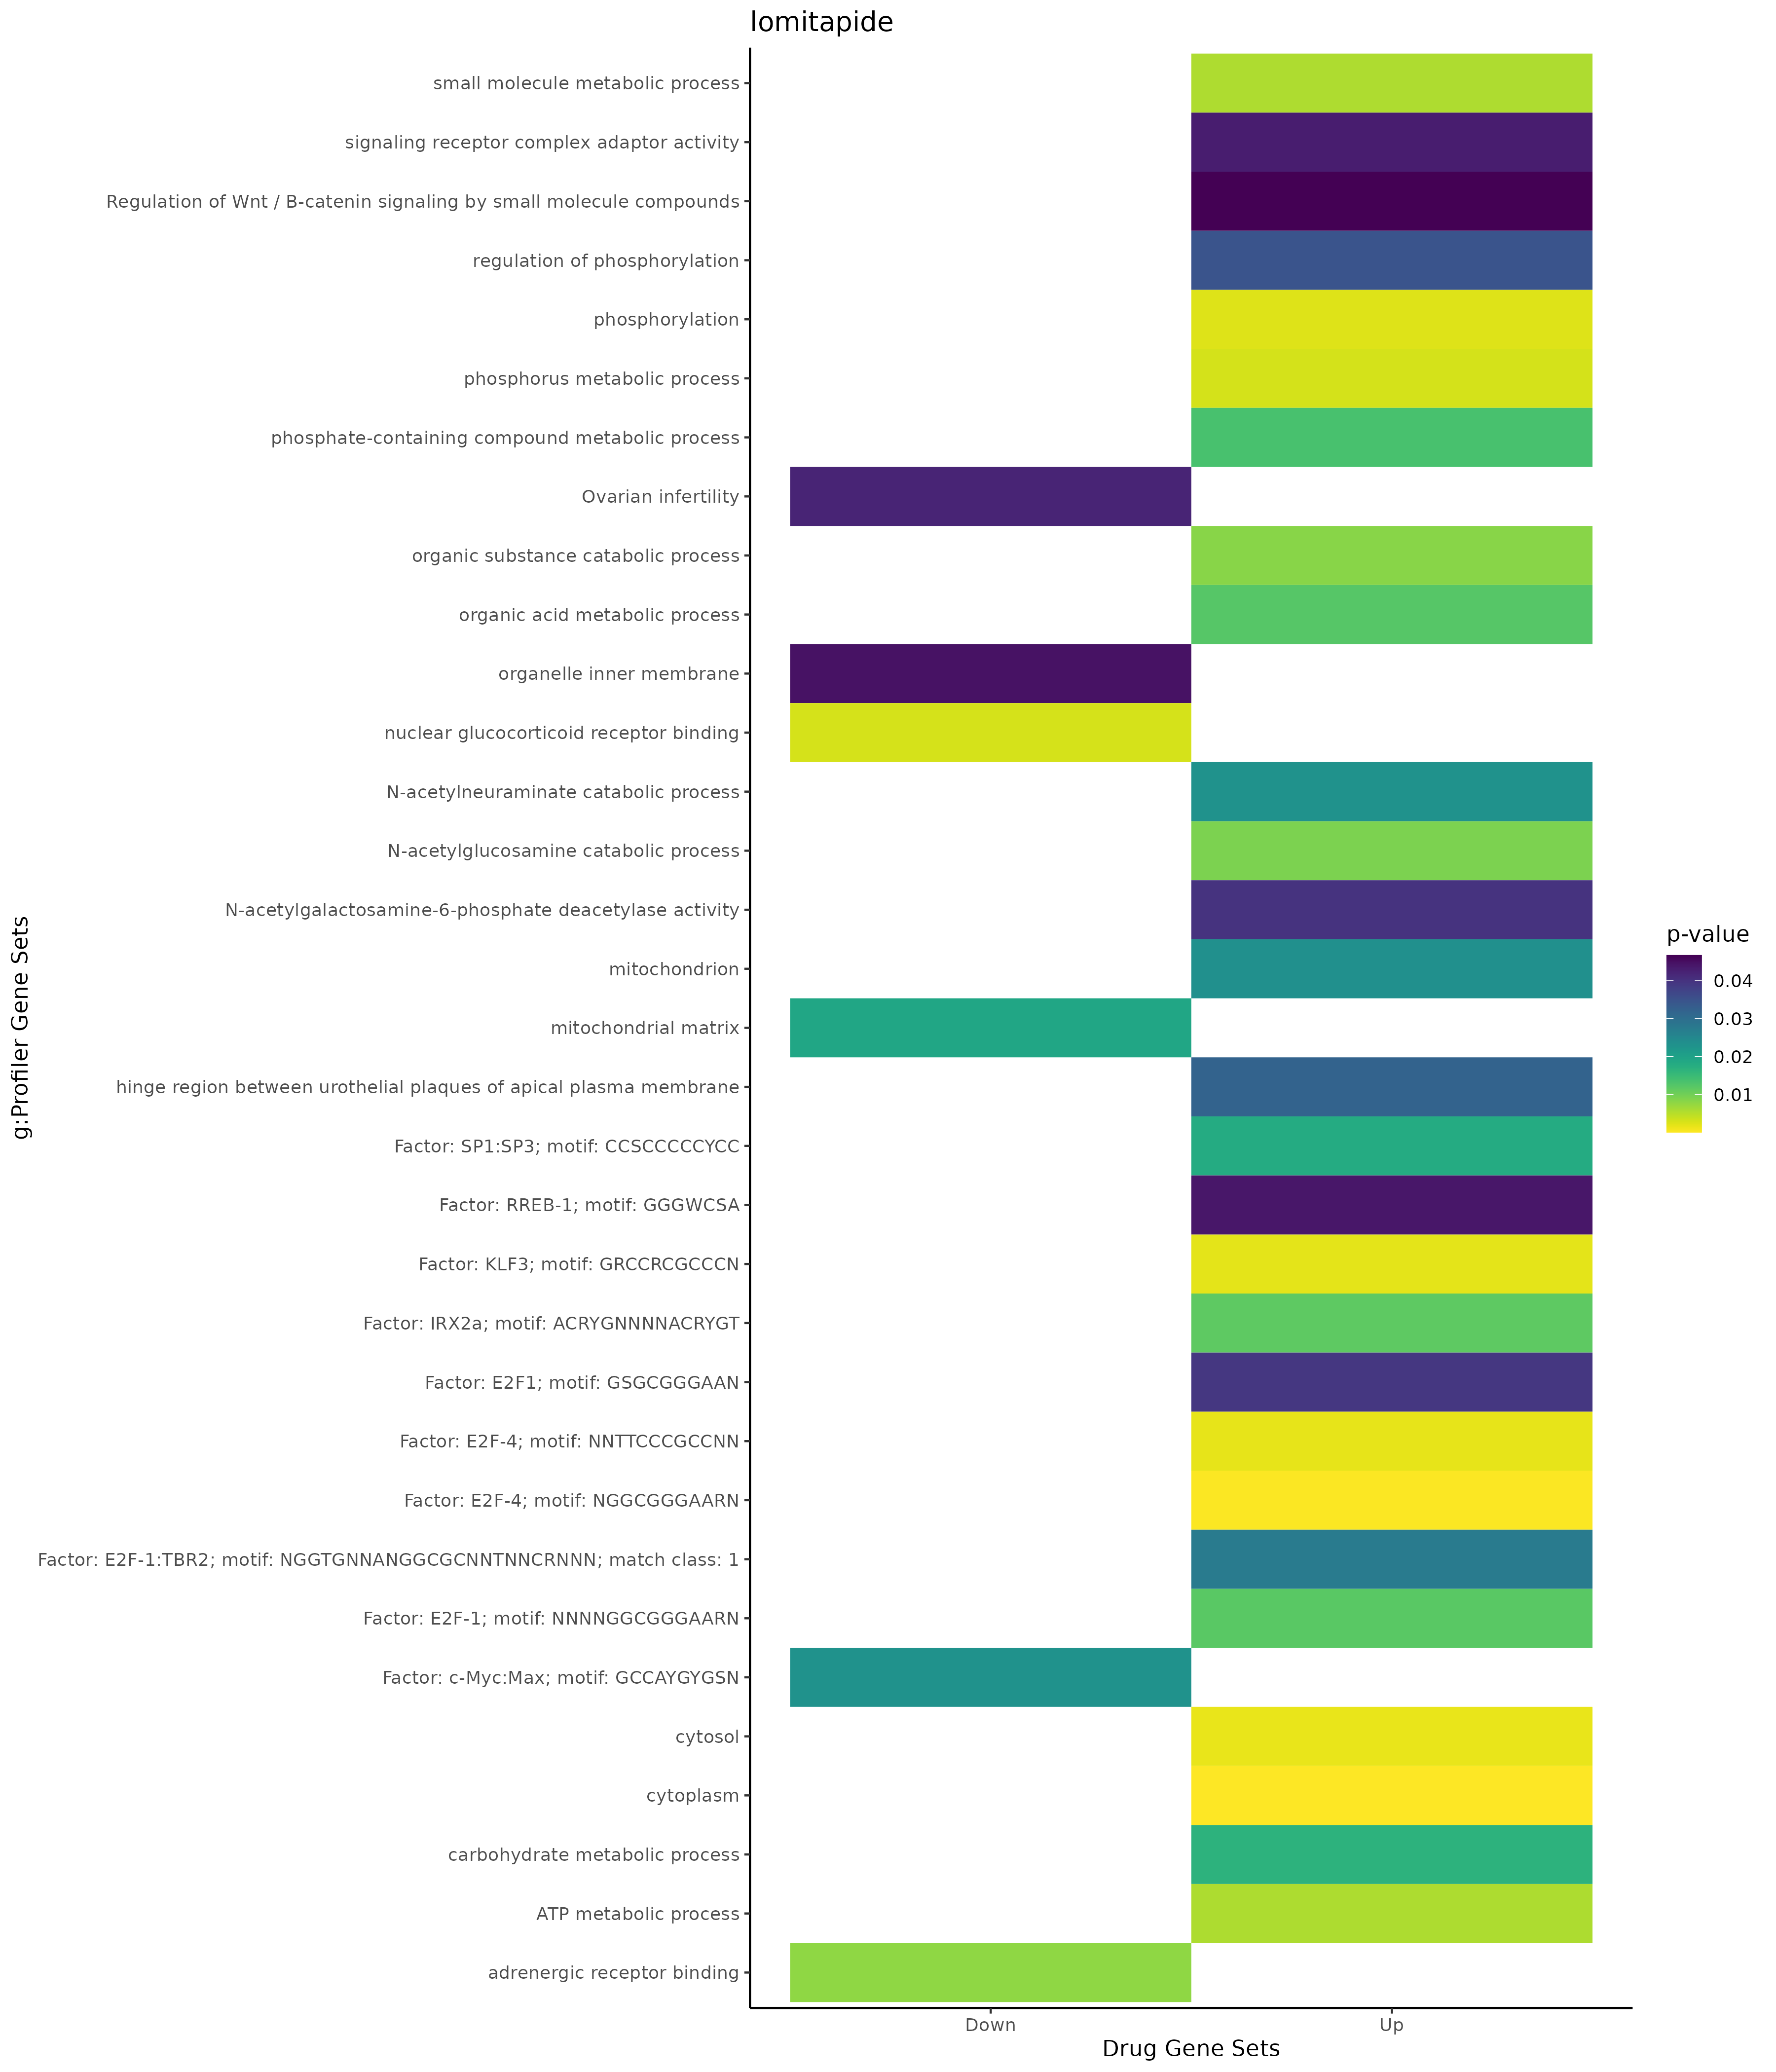 lomitapide
small molecule metabolic process
signaling receptor complex adaptor activity
Regulation of Wnt / B-catenin signaling by small molecule compounds
regulation of phosphorylation
phosphorylation
phosphorus metabolic process
phosphate-containing compound metabolic process
Ovarian infertility
organic substance catabolic process
organic acid metabolic process
organelle inner membrane
nuclear glucocorticoid receptor binding
N-acetylneuraminate catabolic process
N-acetylglucosamine catabolic process
N-acetylgalactosamine-6-phosphate deacetylase activity
mitochondrion
mitochondrial matrix
hinge region between urothelial plaques of apical plasma membrane
Factor: SP1:SP3; motif: CCSCCCCCYCC
Factor: RREB-1; motif: GGGWCSA
Factor: KLF3; motif: GRCCRCGCCCN
Factor: IRX2a; motif: ACRYGNNNNACRYGT
Factor: E2F1; motif: GSGCGGGAAN
Factor: E2F-4; motif: NNTTCCCGCCNN
Factor: E2F-4; motif: NGGCGGGAARN
Factor: E2F-1:TBR2; motif: NGGTGNNANGGCGCNNTNNCRNNN; match class: 1
Factor: E2F-1; motif: NNNNGGCGGGAARN
Factor: c-Myc:Max; motif: GCCAYGYGSN
cytosol
cytoplasm
carbohydrate metabolic process
ATP metabolic process
adrenergic receptor binding
g:Profiler Gene Sets
Down
Up
Drug Gene Sets
p-value
0.04
0.03
0.02
0.01